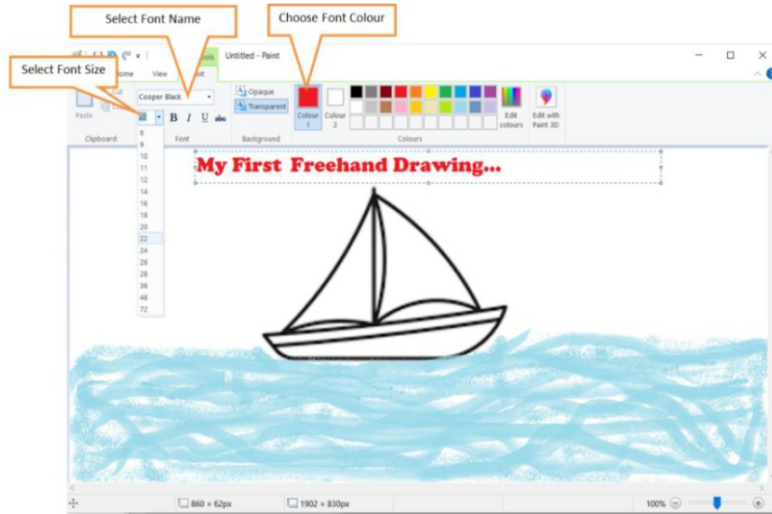 Select Font Name
Choose Font Colour
Select Font Size
Untitled - Paint
View
Cooper Black
Opaque
Transparent
Paste
B I U abc
Colour 1
Colour 2
Edit colours
Edit with Paint 3D
Clipboard
Font
Background
Colours
8
9
10
11
12
14
16
18
20
22
24
26
28
36
48
72
My First Freehand Drawing...
860 × 62px
1902 × 830px
100%